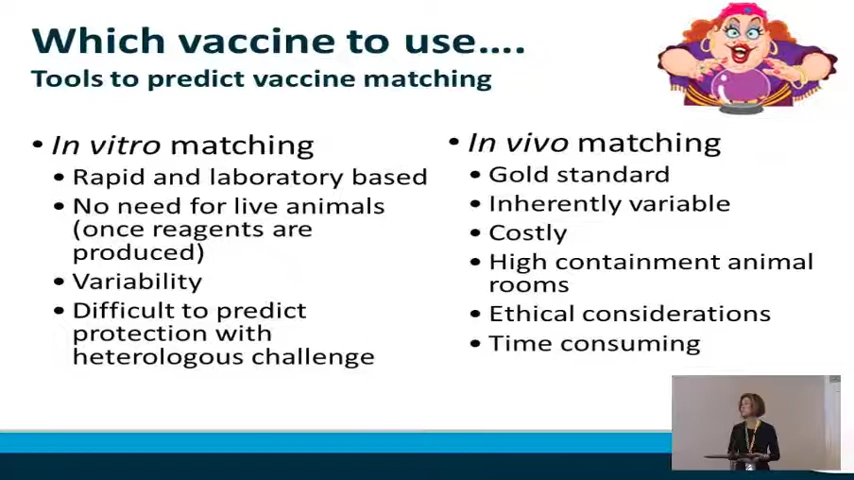 Which vaccine to use....
Tools to predict vaccine matching
• In vitro matching
• Rapid and laboratory based
• No need for live animals
(once reagents are
produced)
• Variability
• Difficult to predict
protection with
heterologous challenge
• In vivo matching
• Gold standard
• Inherently variable
• Costly
• High containment animal
rooms
• Ethical considerations
• Time consuming